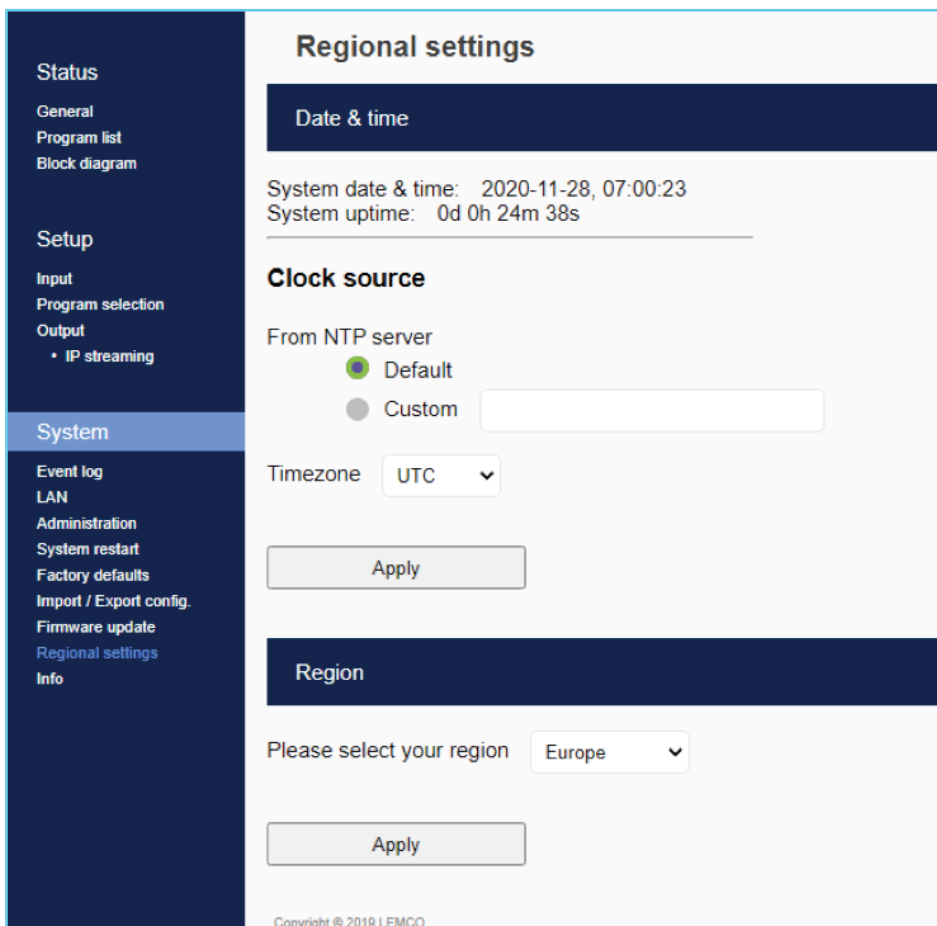 Status
General
Program list
Block diagram
Setup
Input
Program selection
Output
• IP streaming
System
Event log
LAN
Administration
System restart
Factory defaults
Import / Export config.
Firmware update
Regional settings
Info
Regional settings
Date & time
System date & time: 2020-11-28, 07:00:23
System uptime: 0d 0h 24m 38s
Clock source
From NTP server
Default
Custom
Timezone UTC
Apply
Region
Please select your region Europe
Apply
Copyright © 2019 LEMCO